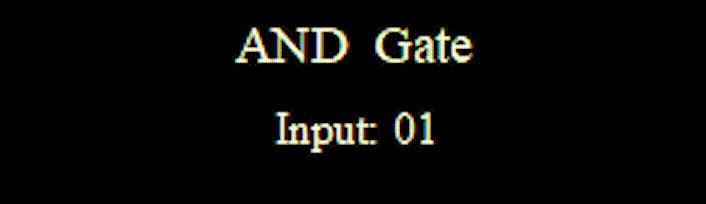 AND Gate
Input: 01